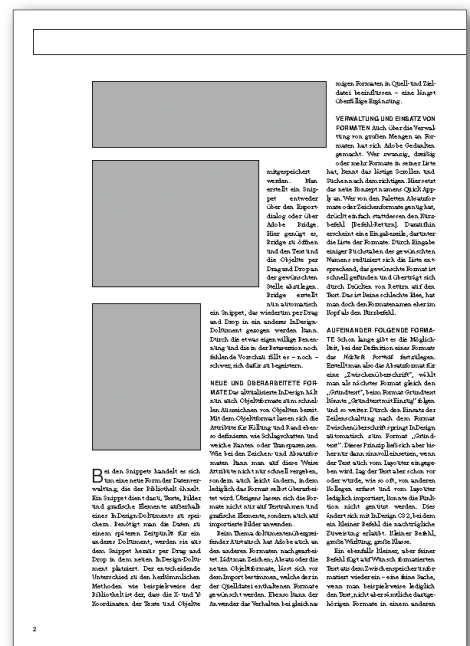 Bei den Snippets handelt es sich
um eine neue Form der Datenver-
waltung, die der Bibliothek ähnelt.
Ein Snippet dient dazu, Texte, Bilder
und grafische Elemente außerhalb
eines InDesign-Dokuments zu spei-
chern. Benötigt man die Daten zu
einem späteren Zeitpunkt für ein
anderes Dokument, werden sie aus
dem Snippet heraus per Drag and
Drop in dem neuen InDesign-Doku-
ment platziert. Der entscheidende
Unterschied zu den herkömmlichen
Methoden wie beispielsweise der
Bibliothek ist der, dass die X- und Y-
Koordinaten der Texte und Objekte
mitgespeichert
werden. Man
erstellt ein Snip-
pet entweder
über den Export-
dialog oder über
Adobe Bridge.
Hier genügt es,
Bridge zu öffnen
und den Text und
die Objekte per
Drag and Drop an
der gewünschten
Stelle abzulegen.
Bridge erstellt
nun automatisch
ein Snippet, das wiederum per Drag
and Drop in ein anderes InDesign-
Dokument gezogen werden kann.
Durch die etwas eigenwillige Benen-
nung und die in der Betaversion noch
fehlende Vorschau fällt es – noch –
schwer, sich dafür zu begeistern.
NEUE UND ÜBERARBEITETE FOR-
MATE Das aktualisierte InDesign hält
nun auch Objektformate zum schnel-
len Auszeichnen von Objekten bereit.
Mit dem Objektformat lassen sich die
Attribute für Füllung und Rand eben-
so definieren wie Schlagschatten und
weiche Kanten oder Transparenzen.
Wie bei den Zeichen- und Absatzfor-
maten kann man auf diese Weise
Attribute nicht nur schnell vergeben,
sondern auch leicht ändern, indem
lediglich das Format selbst überarbei-
tet wird. Übrigens lassen sich die For-
mate nicht nur auf Textrahmen und
grafische Elemente, sondern auch auf
importierte Bilder anwenden.
Beim Thema dokumentenübergrei-
fender Austausch hat Adobe auch an
den anderen Formaten nachgearbei-
tet. Lädt man Zeichen-, Absatz- oder die
neuen Objektformate, lässt sich vor
dem Import bestimmen, welche der in
der Quelldatei enthaltenen Formate
gewünscht werden. Ebenso kann der
Anwender das Verhalten bei gleichna-
migen Formaten in Quell- und Ziel-
datei beeinflussen – eine längst
überfällige Ergänzung.
VERWALTUNG UND EINSATZ VON
FORMATEN Auch über die Verwal-
tung von großen Mengen an For-
maten hat sich Adobe Gedanken
gemacht. Wer zwanzig, dreißig
oder mehr Formate in seiner Liste
hat, kennt das lästige Scrollen und
Suchen nach dem richtigen. Hier setzt
das neue Konzept namens Quick App-
ly an. Wer von den Paletten Absatzfor-
mate oder Zeichenformate genug hat,
drückt einfach stattdessen den Kurz-
befehl [Befehl-Return]. Daraufhin
erscheint eine Eingabezeile, darunter
die Liste der Formate. Durch Eingabe
einiger Buchstaben des gewünschten
Namens reduziert sich die Liste ent-
sprechend, das gewünschte Format ist
schnell gefunden und überträgt sich
durch Drücken von Return auf den
Text. Das ist keine schlechte Idee, hat
man doch den Formatnamen eher im
Kopf als den Kurzbefehl.
AUFEINANDER FOLGENDE FORMA-
TE Schon lange gibt es die Möglich-
keit, bei der Definition eines Formats
das Nächste Format festzulegen.
Erstellt man also das Absatzformat für
eine „Zwischenüberschrift“, wählt
man als nächstes Format gleich den
„Grundtext“, beim Format Grundtext
könnte „Grundtext mit Einzug“ folgen
und so weiter. Durch den Einsatz der
Zeilenschaltung nach dem Format
Zwischenüberschrift springt InDesign
automatisch zum Format „Grund-
text“. Dieses Prinzip ließ sich aber bis-
her nur dann sinnvoll einsetzen, wenn
der Text auch vom Layouter eingege-
ben wird. Lag der Text aber schon vor
oder wurde, wie so oft, von anderen
Kollegen erfasst und vom Layouter
lediglich importiert, konnte die Funk-
tion nicht genutzt werden. Dies
ändert sich mit InDesign CS 2, bei dem
ein kleiner Befehl die nachträgliche
Zuweisung erlaubt. Kleiner Befehl,
große Wirkung, große Klasse.
Ein ebenfalls kleiner, aber feiner
Befehl fügt auf Wunsch formatierten
Text aus dem Zwischenspeicher unfor-
matiert wieder ein – eine feine Sache,
wenn man beispielsweise lediglich
den Text, nicht aber sämtliche dazuge-
hörigen Formate in einem anderen
2